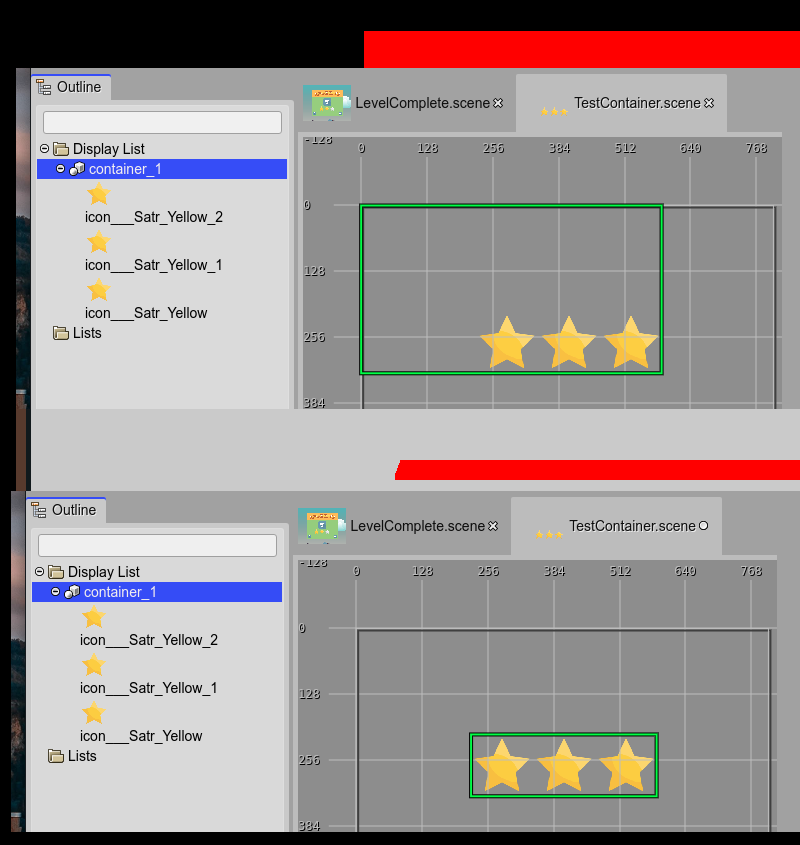 Outline
LevelComplete.scene
TestContainer.scene
-128 0 128 256 384 512 640 768
Display List
container_1
icon___Satr_Yellow_2
icon___Satr_Yellow_1
icon___Satr_Yellow
Lists
0
128
256
384
Outline
LevelComplete.scene
TestContainer.scene
-128 0 128 256 384 512 640 768
Display List
container_1
icon___Satr_Yellow_2
icon___Satr_Yellow_1
icon___Satr_Yellow
Lists
0
128
256
384